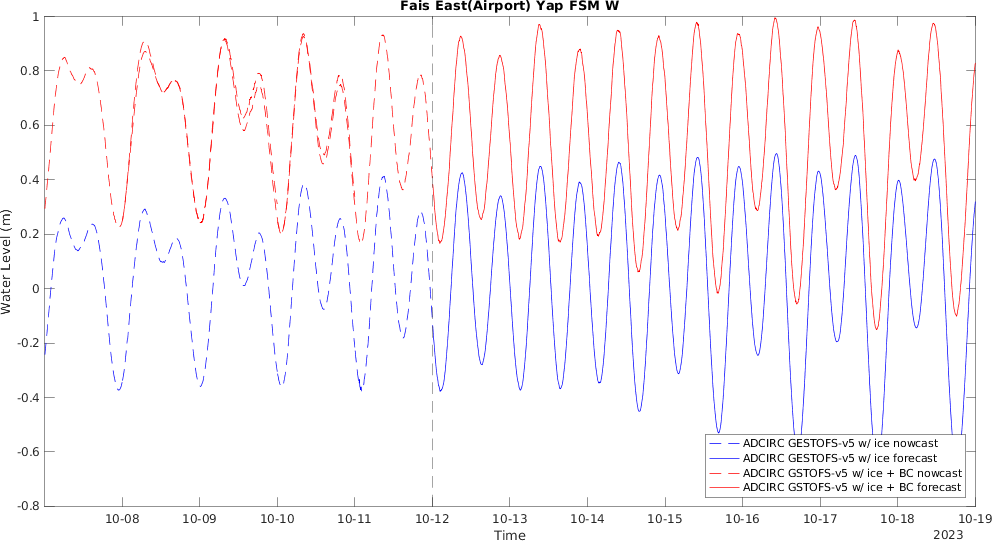 Fais East(Airport) Yap FSM W
1
0.8
0.6
0.4
0.2
0
-0.2
-0.4
-0.6
-0.8
Water Level (m)
ADCIRC GESTOFS-v5 w/ ice nowcast
ADCIRC GESTOFS-v5 w/ ice forecast
ADCIRC GSTOFS-v5 w/ ice + BC nowcast
ADCIRC GSTOFS-v5 w/ ice + BC forecast
10-08 10-09 10-10 10-11 10-12 10-13 10-14 10-15 10-16 10-17 10-18 10-19
Time
2023